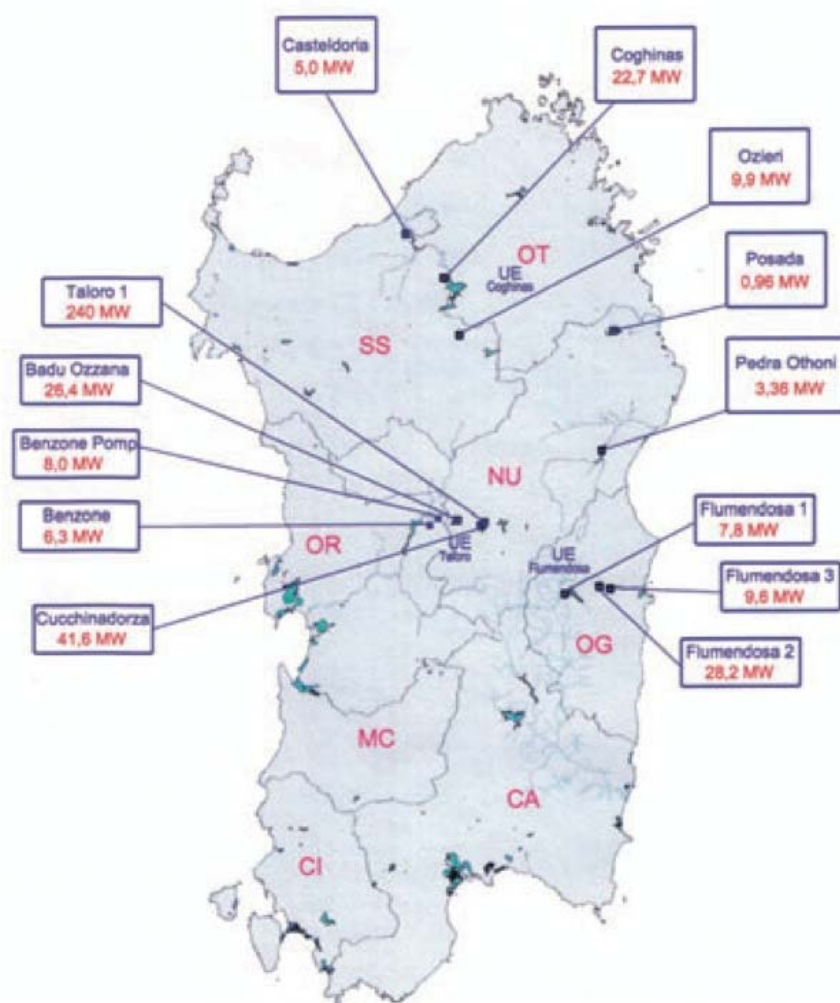 Casteldoria
5,0 MW
Coghinas
22,7 MW
Ozieri
9,9 MW
Posada
0,96 MW
Taloro 1
240 MW
Badu Ozzana
26,4 MW
Pedra Othoni
3,36 MW
Benzone Pomp
8,0 MW
Benzone
6,3 MW
Cucchinadorza
41,6 MW
Flumendosa 1
7,8 MW
Flumendosa 3
9,6 MW
Flumendosa 2
28,2 MW
OT
UE
Coghinas
SS
NU
OR
UE
Taloro
UE
Flumendosa
OG
MC
CA
CI